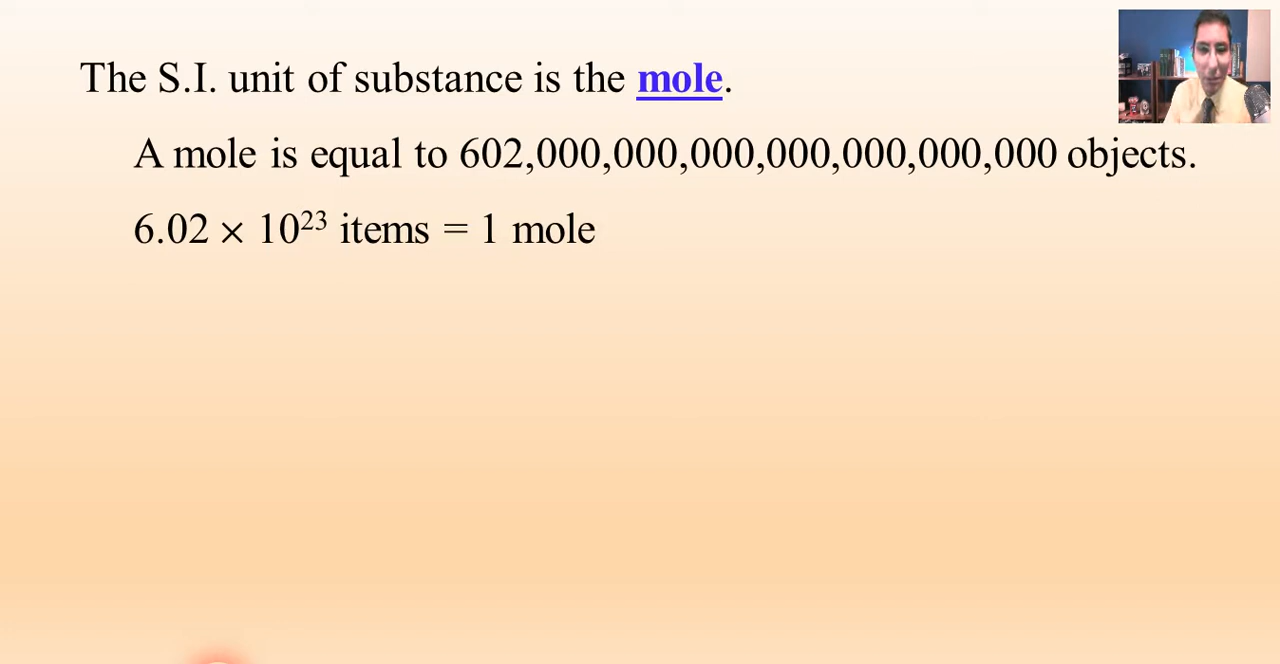 The S.I. unit of substance is the mole.
A mole is equal to 602,000,000,000,000,000,000,000 objects.
6.02 × 10²³ items = 1 mole